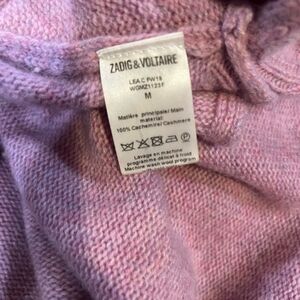 ZADIG & VOLTAIRE
LEA C FW18
WGMZ1123F
M
Matière principale/Main
material:
100% Cachemire/Cashmere
P
Lavage en machine
programme délicat à froid
Machine wash wool program